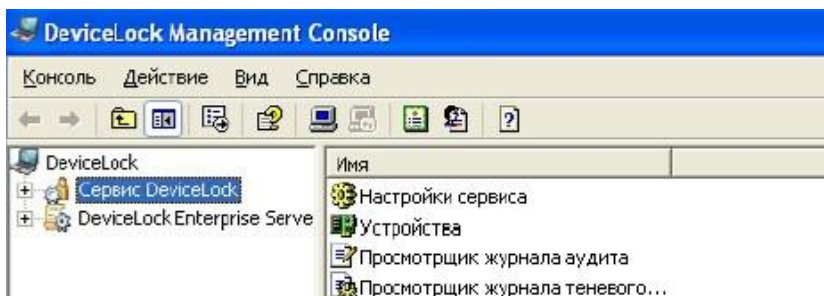 DeviceLock Management Console
Консоль Действие Вид Справка
DeviceLock
Сервис DeviceLock
DeviceLock Enterprise Serve
Имя
Настройки сервиса
Устройства
Просмотрщик журнала аудита
Просмотрщик журнала теневого...